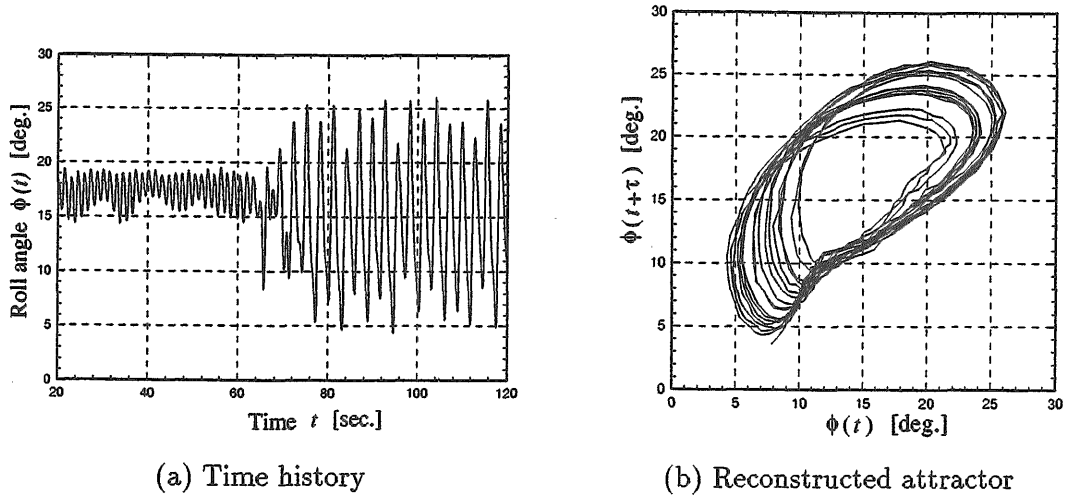 30
25
20
15
10
5
0
Roll angle ϕ(t) [deg.]
20 40 60 80 100 120
Time t [sec.]
(a) Time history
30
25
20
15
10
5
0
ϕ(t+τ) [deg.]
0 5 10 15 20 25 30
ϕ(t) [deg.]
(b) Reconstructed attractor